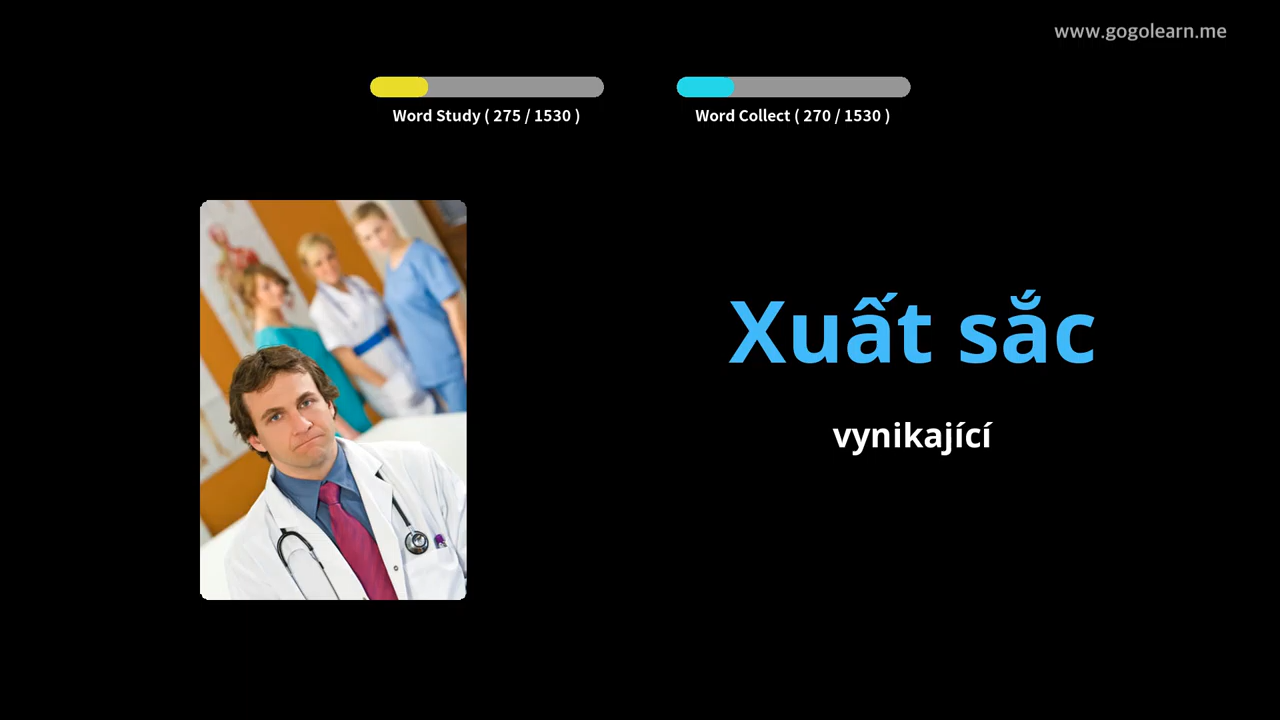 www.gogolearn.me
Word Study ( 275 / 1530 )
Word Collect ( 270 / 1530 )
Xuất sắc
vynikající